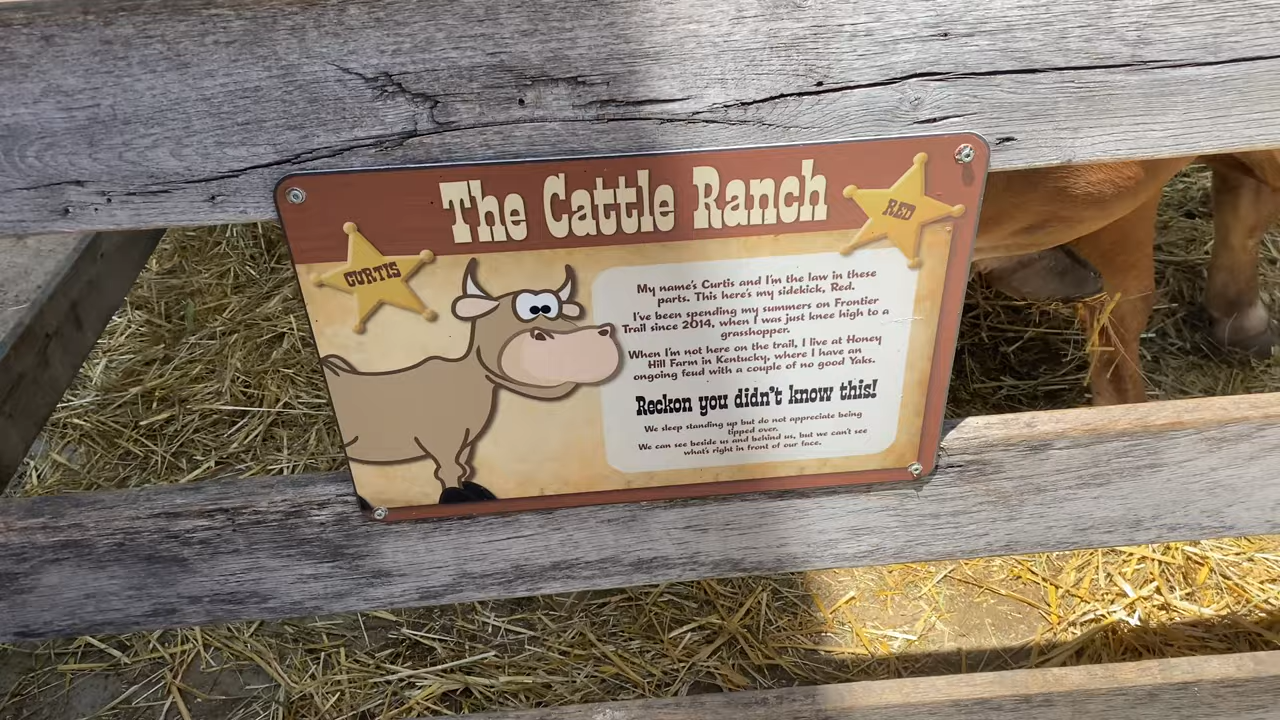 The Cattle Ranch
RED
CURTIS
My name's Curtis and I'm the law in these
parts. This here's my sidekick, Red.
I've been spending my summers on Frontier
Trail since 2014, when I was just knee high to a
grasshopper.
When I'm not here on the trail, I live at Honey
Hill Farm in Kentucky, where I have an
ongoing feud with a couple of no good Yaks.
Reckon you didn't know this!
We sleep standing up but do not appreciate being
tipped over.
We can see beside us and behind us, but we can't see
what's right in front of our face.